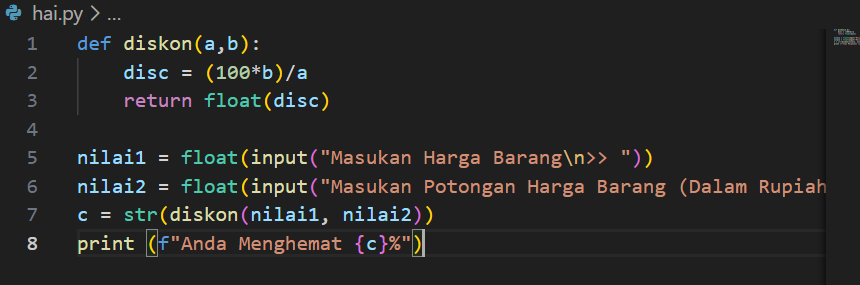 hai.py > ...
1 def diskon(a,b):
2     disc = (100*b)/a
3     return float(disc)
4
5 nilai1 = float(input("Masukan Harga Barang\n>> "))
6 nilai2 = float(input("Masukan Potongan Harga Barang (Dalam Rupiah
7 c = str(diskon(nilai1, nilai2))
8 print (f"Anda Menghemat {c}%")